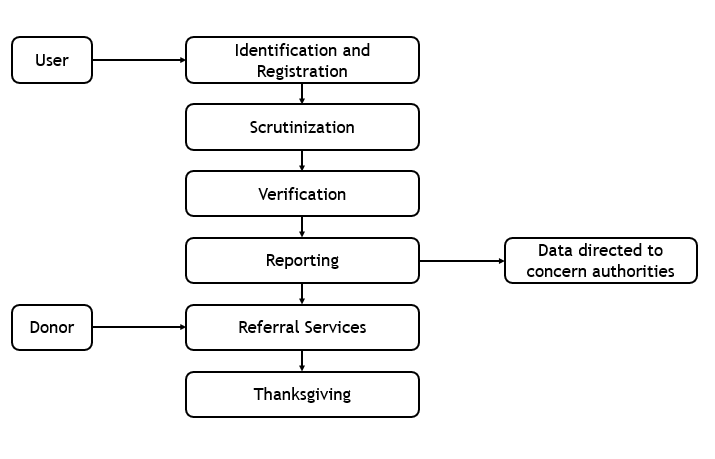 User
Identification and
Registration
Scrutinization
Verification
Reporting
Data directed to
concern authorities
Donor
Referral Services
Thanksgiving